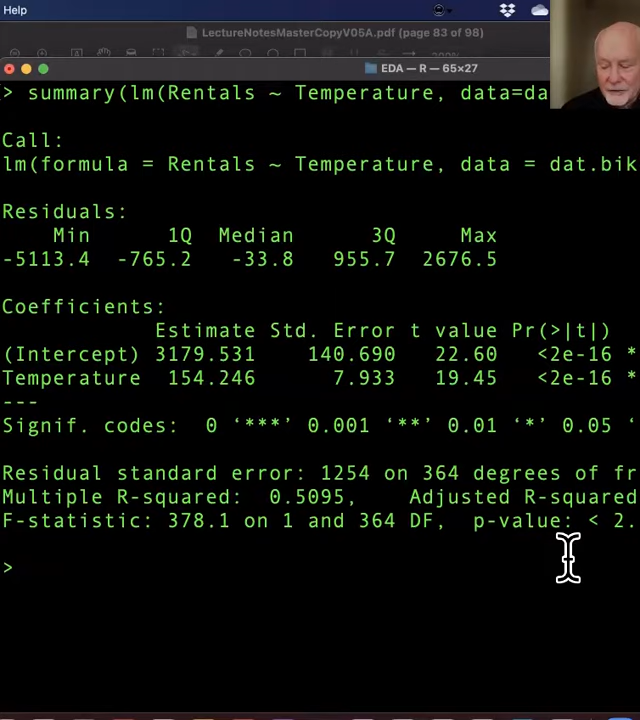 Help
LectureNotesMasterCopyV05A.pdf (page 83 of 98)
EDA — R — 65×27
> summary(lm(Rentals ~ Temperature, data=da
Call:
lm(formula = Rentals ~ Temperature, data = dat.bik
Residuals:
Min 1Q Median 3Q Max
-5113.4 -765.2 -33.8 955.7 2676.5
Coefficients:
Estimate Std. Error t value Pr(>|t|)
(Intercept) 3179.531 140.690 22.60 <2e-16 *
Temperature 154.246 7.933 19.45 <2e-16 *
---
Signif. codes: 0 ‘***’ 0.001 ‘**’ 0.01 ‘*’ 0.05 ‘
Residual standard error: 1254 on 364 degrees of fr
Multiple R-squared: 0.5095, Adjusted R-squared
F-statistic: 378.1 on 1 and 364 DF, p-value: < 2.
>